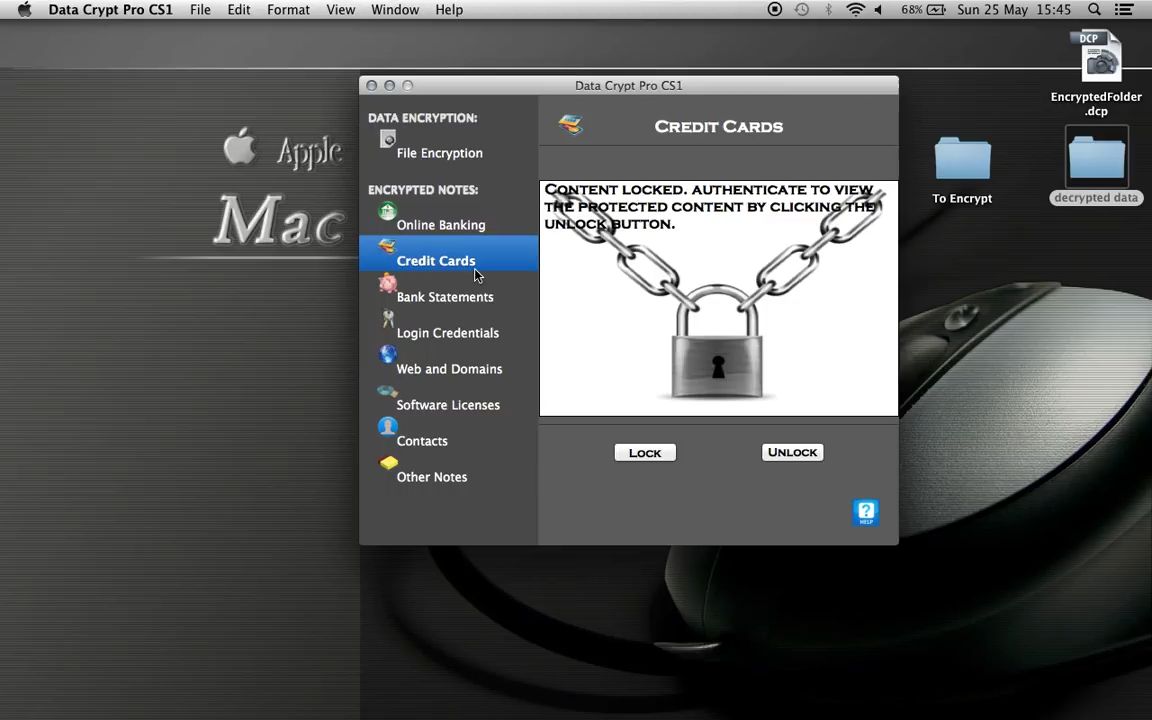 Data Crypt Pro CS1 File Edit Format View Window Help 68% Sun 25 May 15:45
DCP
EncryptedFolder
.dcp
To Encrypt
decrypted data
Apple
Mac
Data Crypt Pro CS1
DATA ENCRYPTION:
File Encryption
ENCRYPTED NOTES:
Online Banking
Credit Cards
Bank Statements
Login Credentials
Web and Domains
Software Licenses
Contacts
Other Notes
CREDIT CARDS
CONTENT LOCKED. AUTHENTICATE TO VIEW
THE PROTECTED CONTENT BY CLICKING THE
UNLOCK BUTTON.
LOCK
UNLOCK
?
HELP